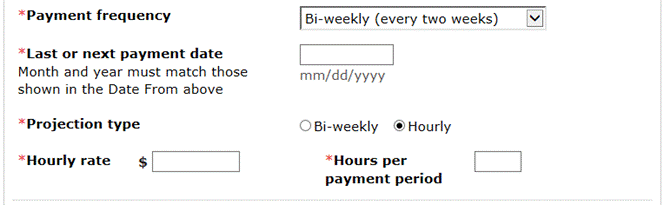 *Payment frequency Bi-weekly (every two weeks)
*Last or next payment date
Month and year must match those mm/dd/yyyy
shown in the Date From above
*Projection type Bi-weekly Hourly
*Hourly rate $ *Hours per
payment period